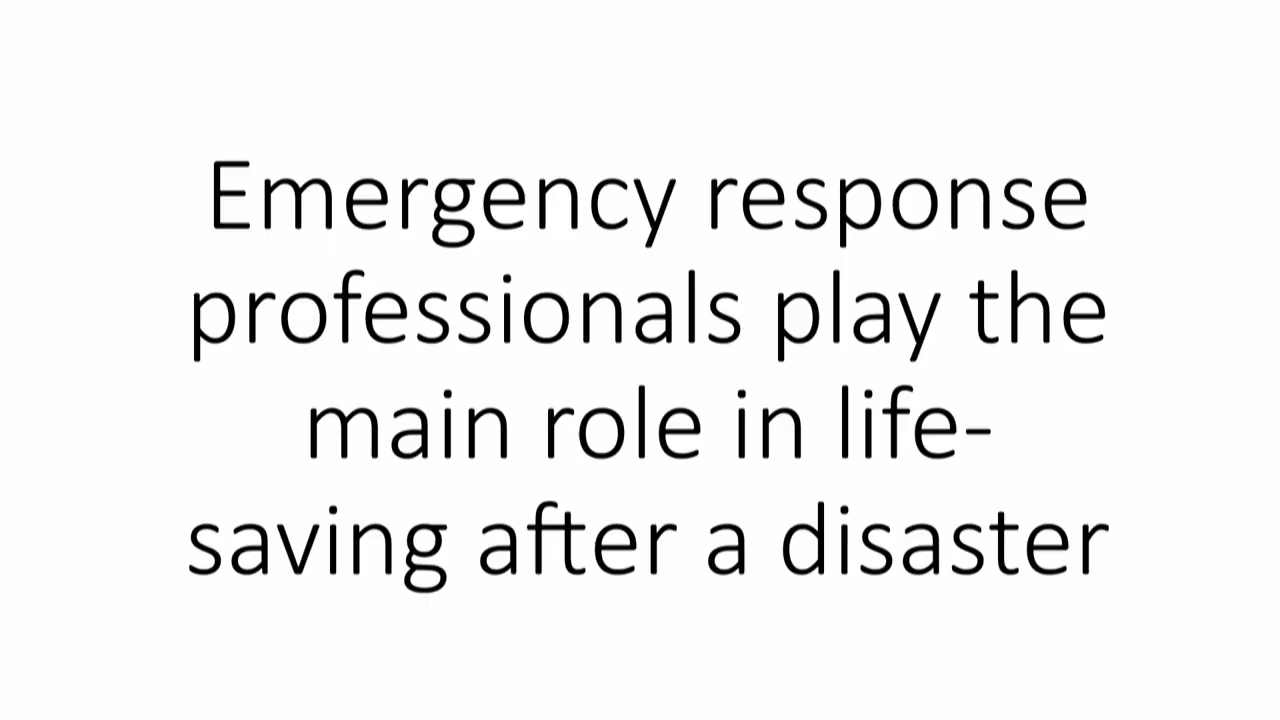 Emergency response
professionals play the
main role in life-
saving after a disaster